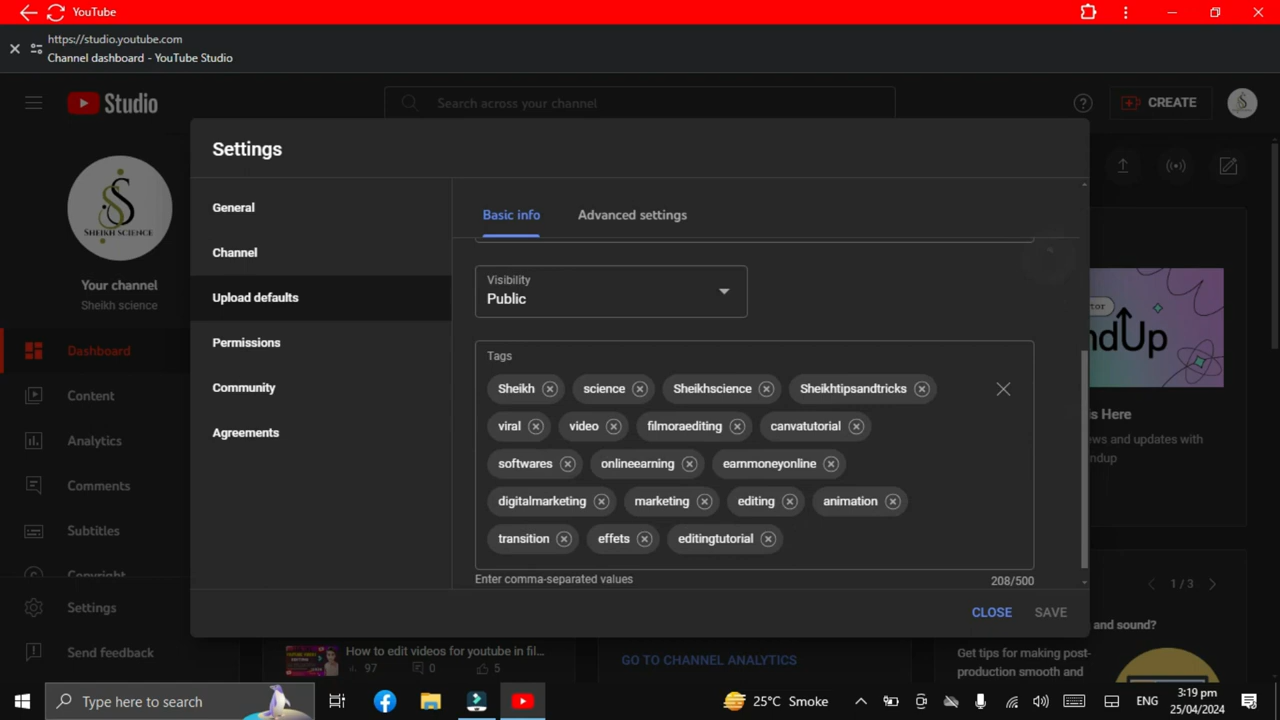 YouTube
https://studio.youtube.com
Channel dashboard - YouTube Studio
Studio
Search across your channel
CREATE
Settings
SHEIKH SCIENCE
Your channel
Sheikh science
Dashboard
Content
Analytics
Comments
Subtitles
Copyright
Settings
Send feedback
General
Channel
Upload defaults
Permissions
Community
Agreements
Basic info
Advanced settings
Visibility
Public
Tags
Sheikh
science
Sheikhscience
Sheikhtipsandtricks
viral
video
filmoraediting
canvatutorial
softwares
onlineearning
earnmoneyonline
digitalmarketing
marketing
editing
animation
transition
effets
editingtutorial
Enter comma-separated values
208/500
CLOSE
SAVE
ndUp
s Here
ews and updates with
undup
1 / 3
and sound?
Get tips for making post-
production smooth and
How to edit videos for youtube in fil...
97
0
5
GO TO CHANNEL ANALYTICS
Type here to search
25°C Smoke
ENG
3:19 pm
25/04/2024